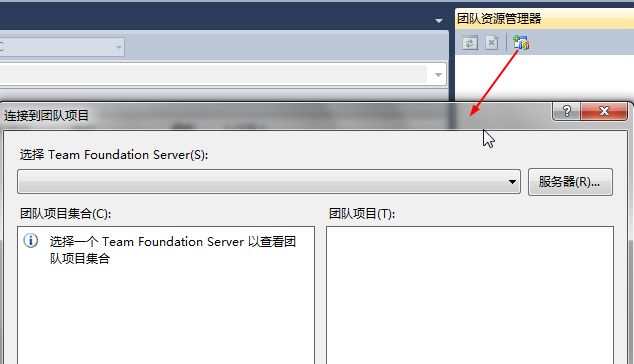 团队资源管理器
C
连接到团队项目
选择 Team Foundation Server(S):
服务器(R)...
团队项目集合(C):
团队项目(T):
选择一个 Team Foundation Server 以查看团
队项目集合